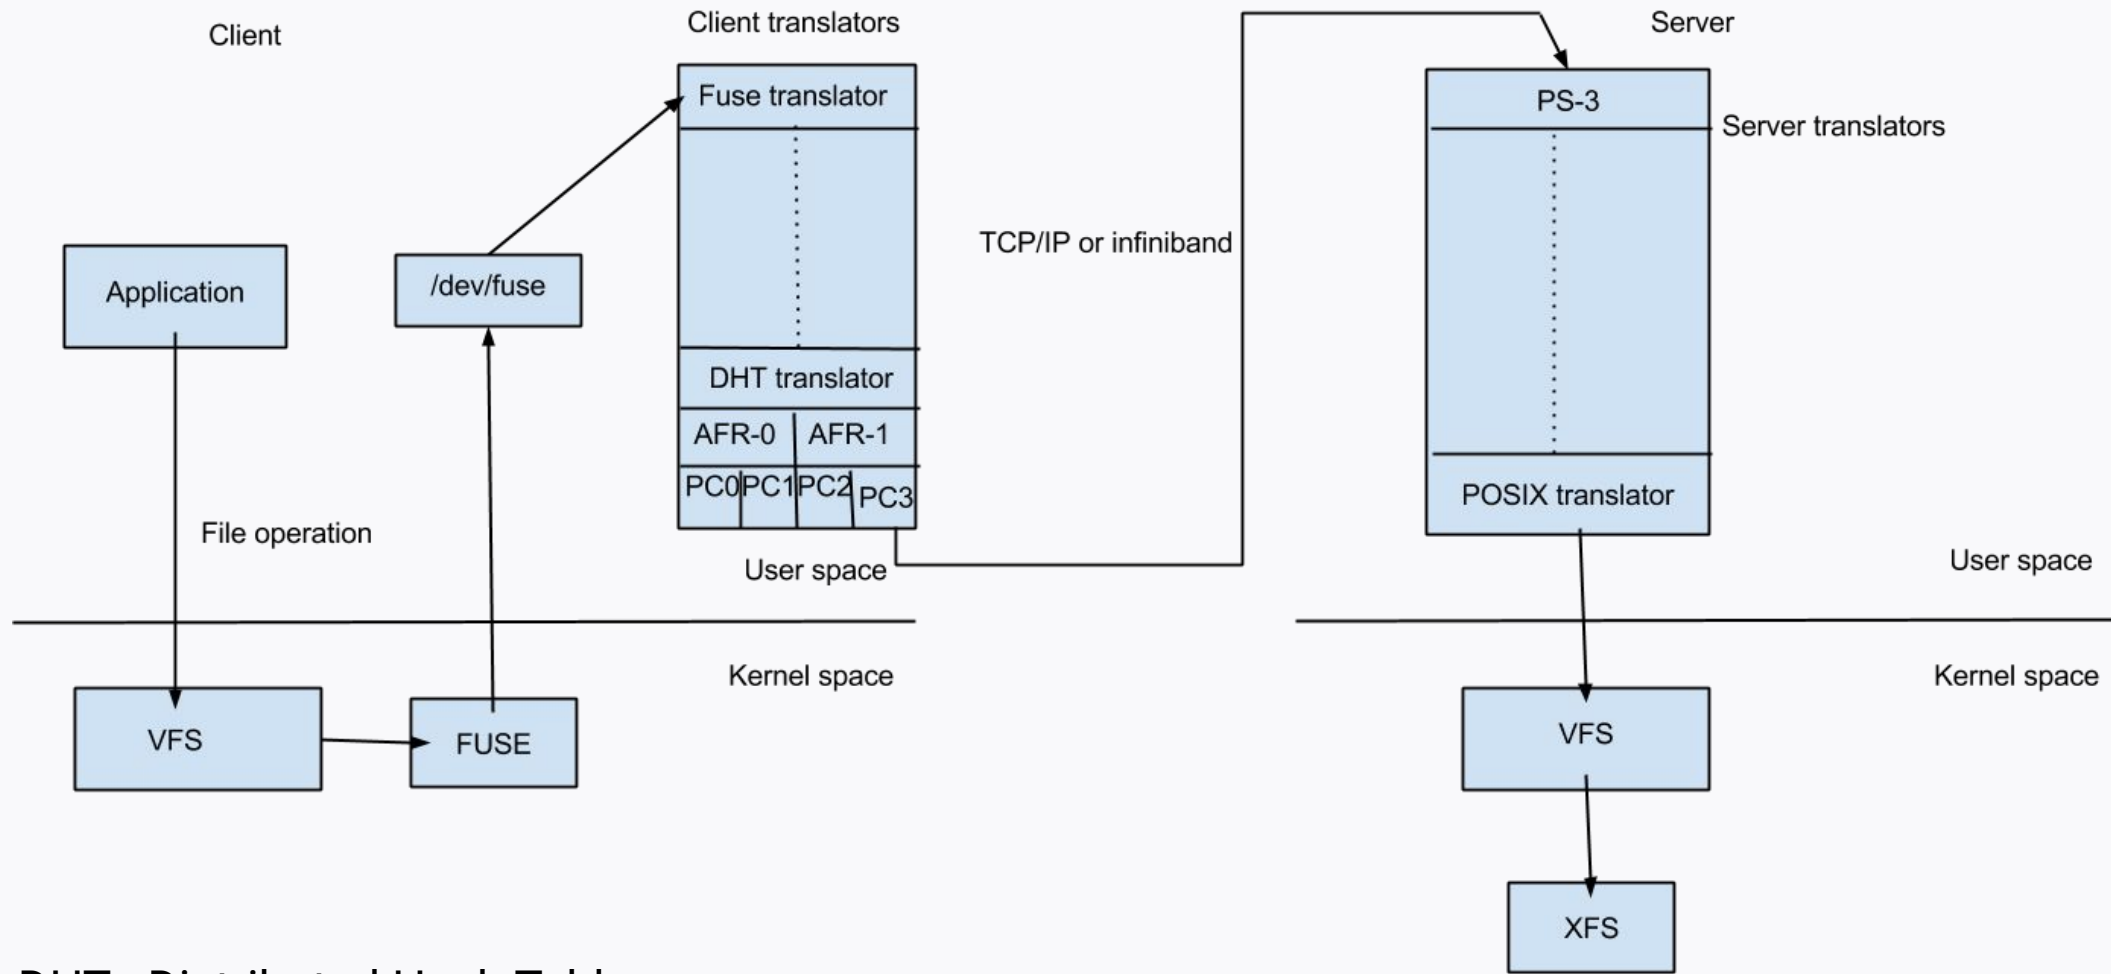 Client
Client translators
Server
Fuse translator
PS-3
Server translators
TCP/IP or infiniband
Application
/dev/fuse
DHT translator
AFR-0
AFR-1
PC0
PC1
PC2
PC3
POSIX translator
File operation
User space
User space
Kernel space
Kernel space
VFS
FUSE
VFS
XFS